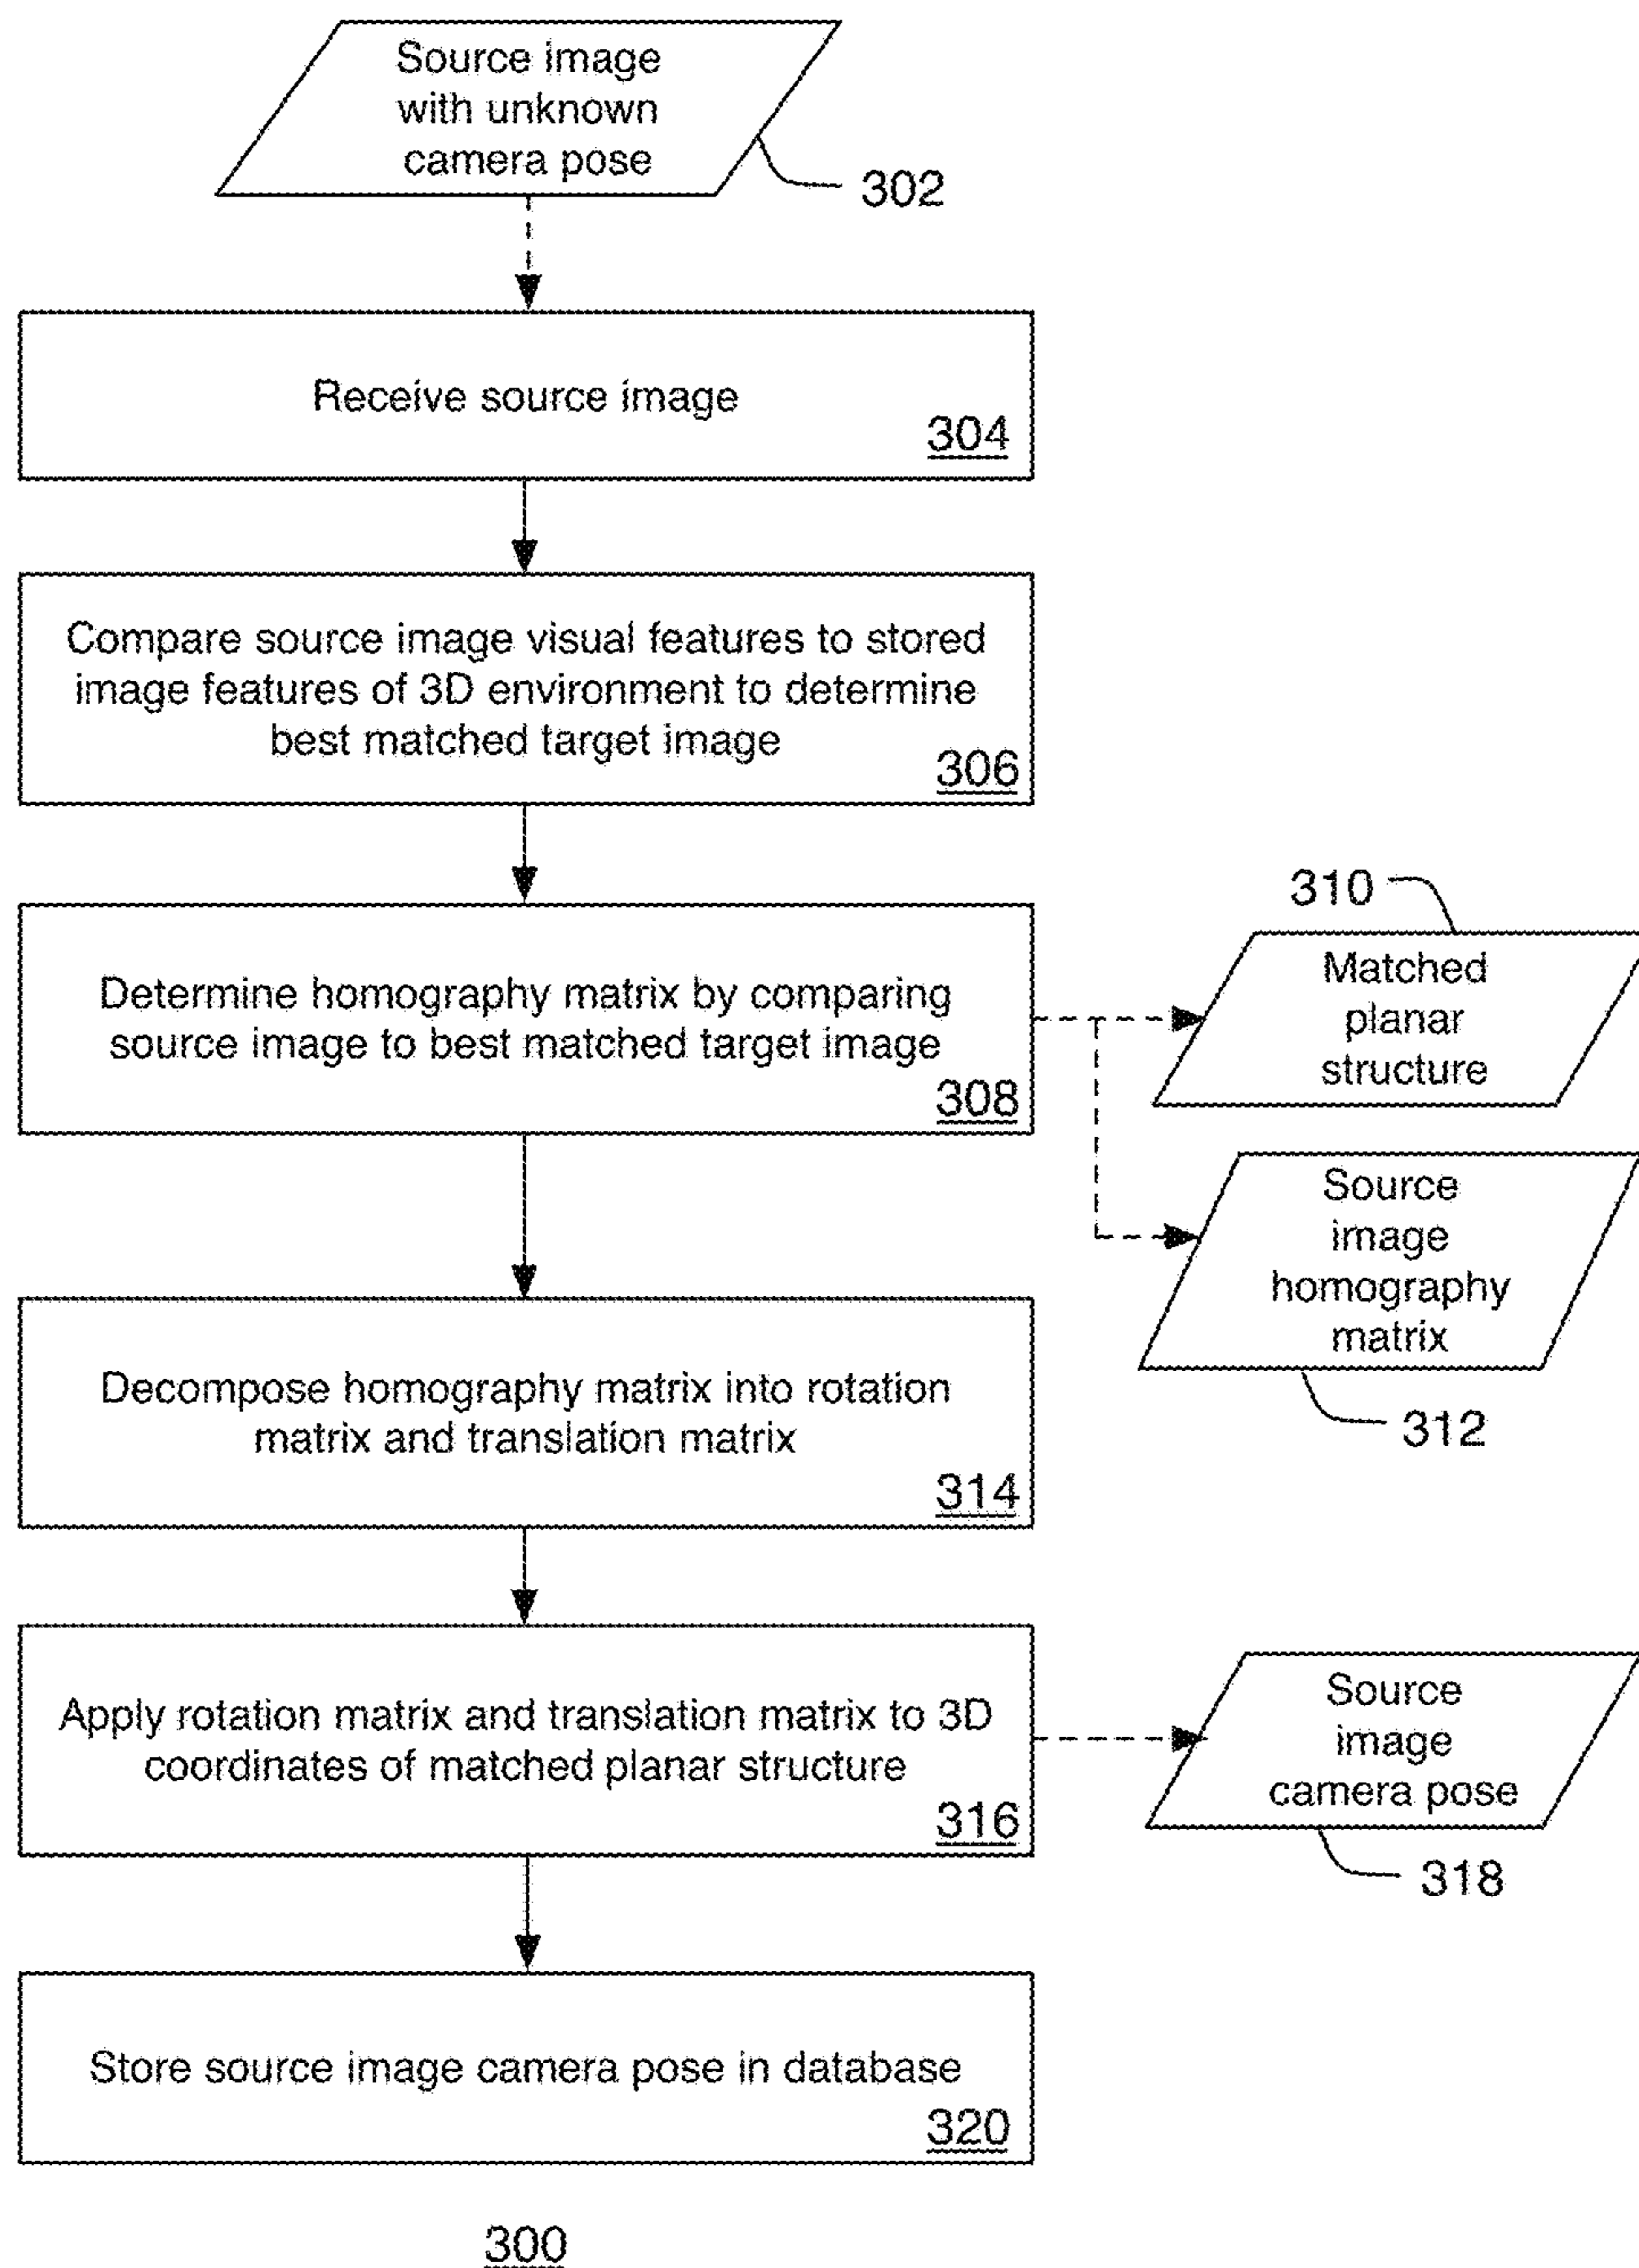 Source image
with unknown
camera pose
302
Receive source image
304
Compare source image visual features to stored
image features of 3D environment to determine
best matched target image
306
Determine homography matrix by comparing
source image to best matched target image
308
310
Matched
planar
structure
Source
image
homography
matrix
312
Decompose homography matrix into rotation
matrix and translation matrix
314
Apply rotation matrix and translation matrix to 3D
coordinates of matched planar structure
316
Source
image
camera pose
318
Store source image camera pose in database
320
300